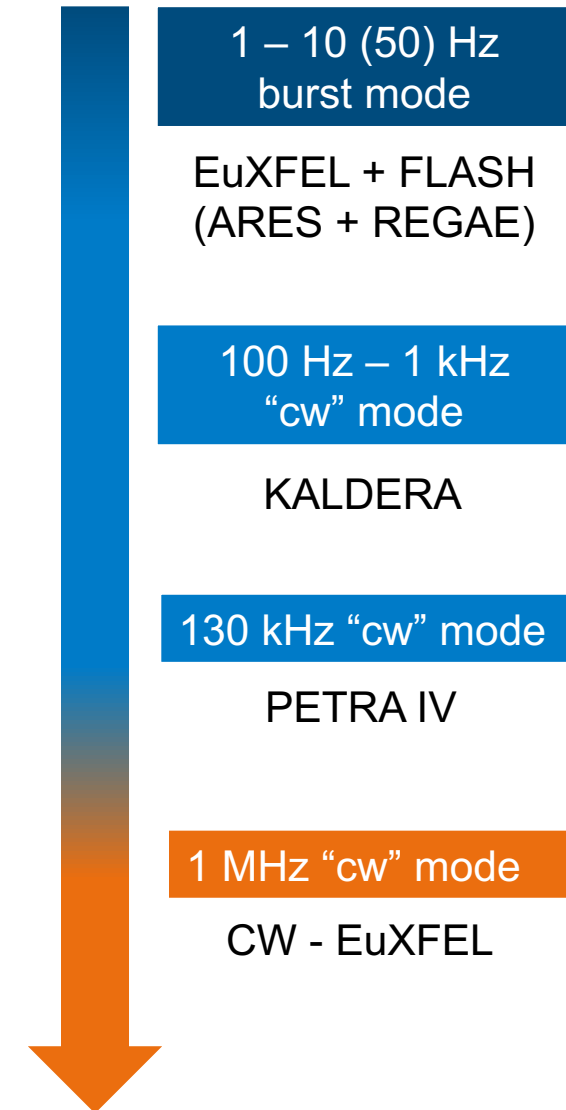 1 – 10 (50) Hz
burst mode
EuXFEL + FLASH
(ARES + REGAE)
100 Hz – 1 kHz
“cw” mode
KALDERA
130 kHz “cw” mode
PETRA IV
1 MHz “cw” mode
CW - EuXFEL